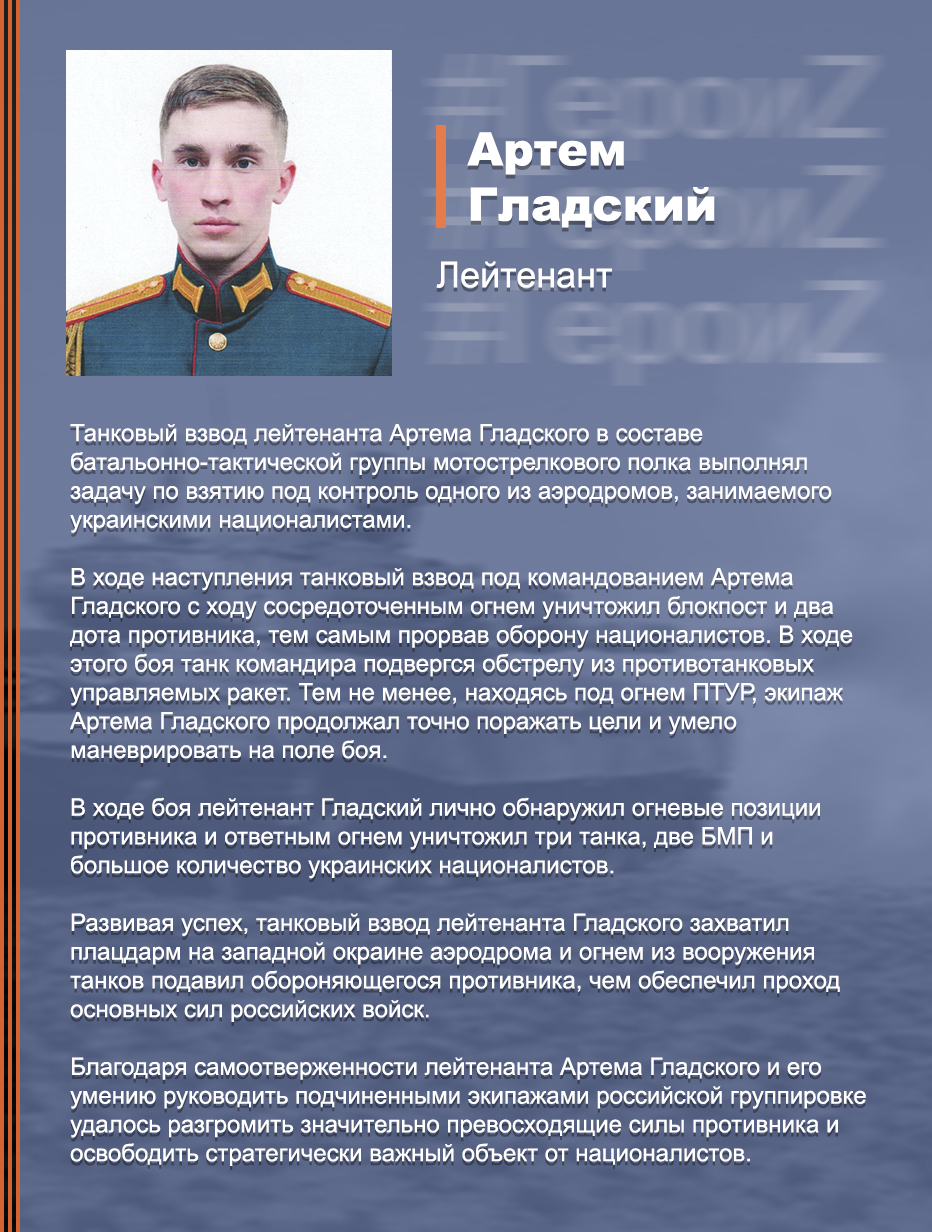 #ГероиZ
Артем
#ГероиZ
Гладский
Лейтенант
#ГероиZ
Танковый взвод лейтенанта Артема Гладского в составе
батальонно-тактической группы мотострелкового полка выполнял
задачу по взятию под контроль одного из аэродромов, занимаемого
украинскими националистами.
В ходе наступления танковый взвод под командованием Артема
Гладского с ходу сосредоточенным огнем уничтожил блокпост и два
дота противника, тем самым прорвав оборону националистов. В ходе
этого боя танк командира подвергся обстрелу из противотанковых
управляемых ракет. Тем не менее, находясь под огнем ПТУР, экипаж
Артема Гладского продолжал точно поражать цели и умело
маневрировать на поле боя.
В ходе боя лейтенант Гладский лично обнаружил огневые позиции
противника и ответным огнем уничтожил три танка, две БМП и
большое количество украинских националистов.
Развивая успех, танковый взвод лейтенанта Гладского захватил
плацдарм на западной окраине аэродрома и огнем из вооружения
танков подавил обороняющегося противника, чем обеспечил проход
основных сил российских войск.
Благодаря самоотверженности лейтенанта Артема Гладского и его
умению руководить подчиненными экипажами российской группировке
удалось разгромить значительно превосходящие силы противника и
освободить стратегически важный объект от националистов.